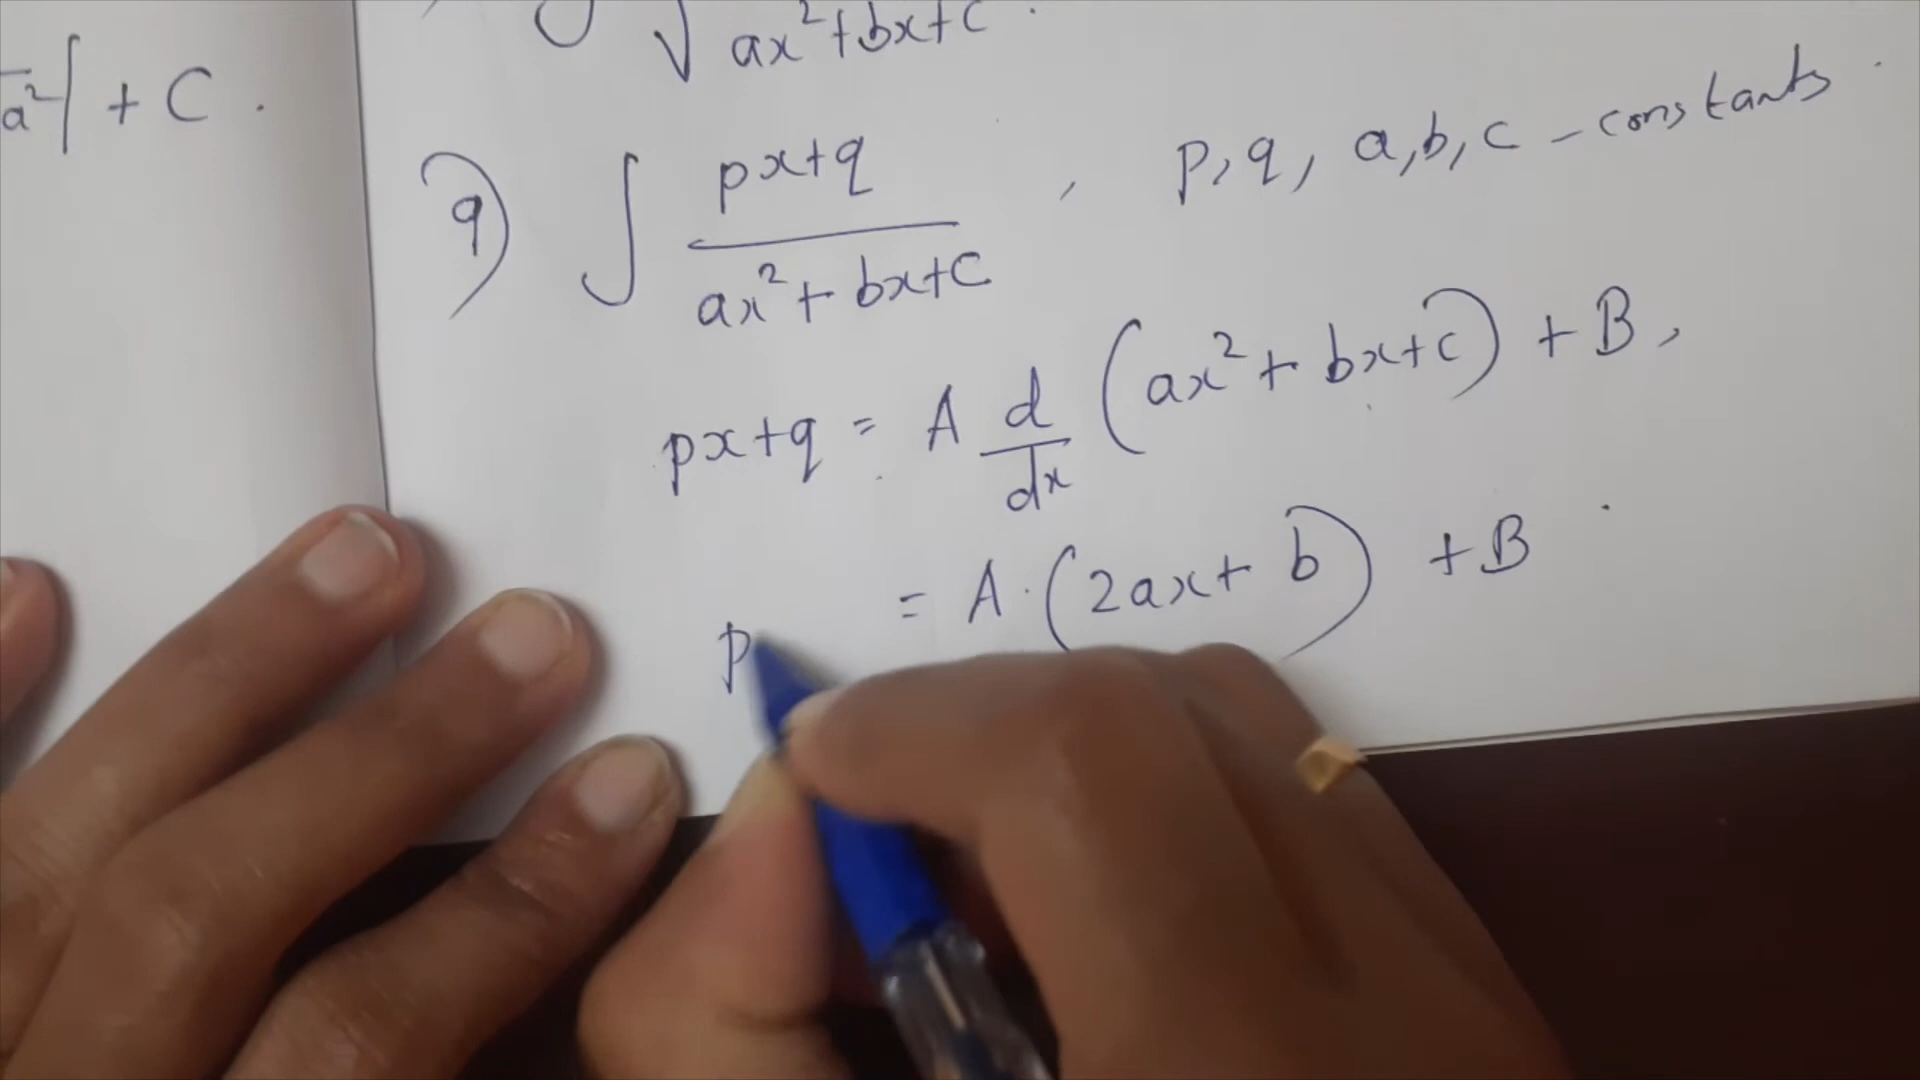 a²| + C .
√ax²+bx+c .
9) ∫ px+q / ax²+bx+c , p, q, a, b, c - constants .
px+q = A d/dx (ax²+bx+c) + B ,
= A . (2ax+b) + B .
p